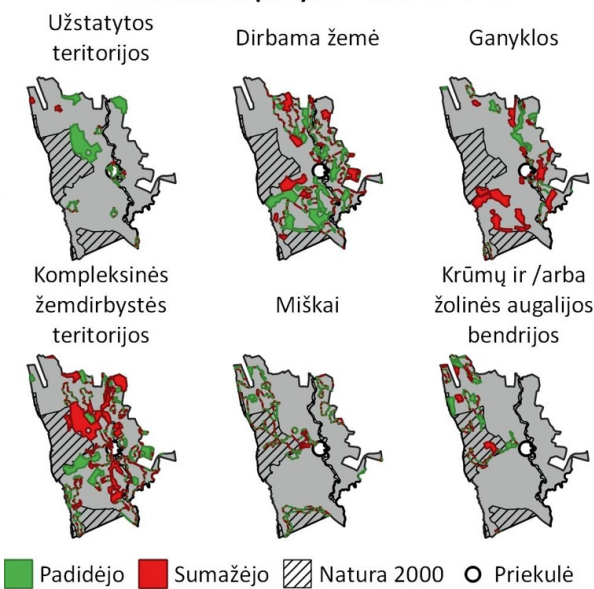 Užstatytos
teritorijos
Dirbama žemė
Ganyklos
Kompleksinės
žemdirbystės
teritorijos
Miškai
Krūmų ir /arba
žolinės augalijos
bendrijos
Padidėjo
Sumažėjo
Natura 2000
Priekulė